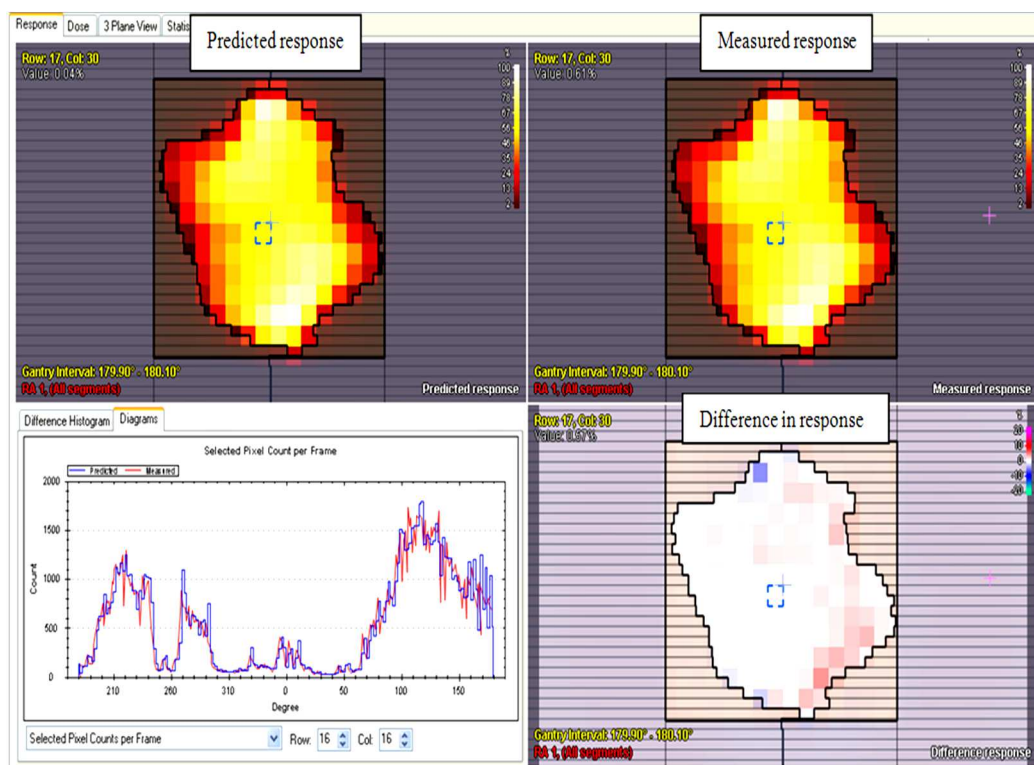 Response Dose 3 Plane View Statis
Predicted response
Row: 17, Col: 30
Value: 0.04%
%
100
89
78
67
56
46
35
24
13
2
Gantry Interval: 179.90° - 180.10°
RA 1, (All segments)
Predicted response
Measured response
Row: 17, Col: 30
Value: 0.61%
%
100
89
78
67
56
46
35
24
13
2
Gantry Interval: 179.90° - 180.10°
RA 1, (All segments)
Measured response
Difference Histogram Diagrams
Selected Pixel Count per Frame
Predicted Measured
2000
1500
1000
500
0
Count
210 260 310 0 50 100 150
Degree
Selected Pixel Counts per Frame Row: 16 Col: 16
Difference in response
Row: 17, Col: 30
Value: 0.57%
%
20
10
0
-10
-20
Gantry Interval: 179.90° - 180.10°
RA 1, (All segments)
Difference response